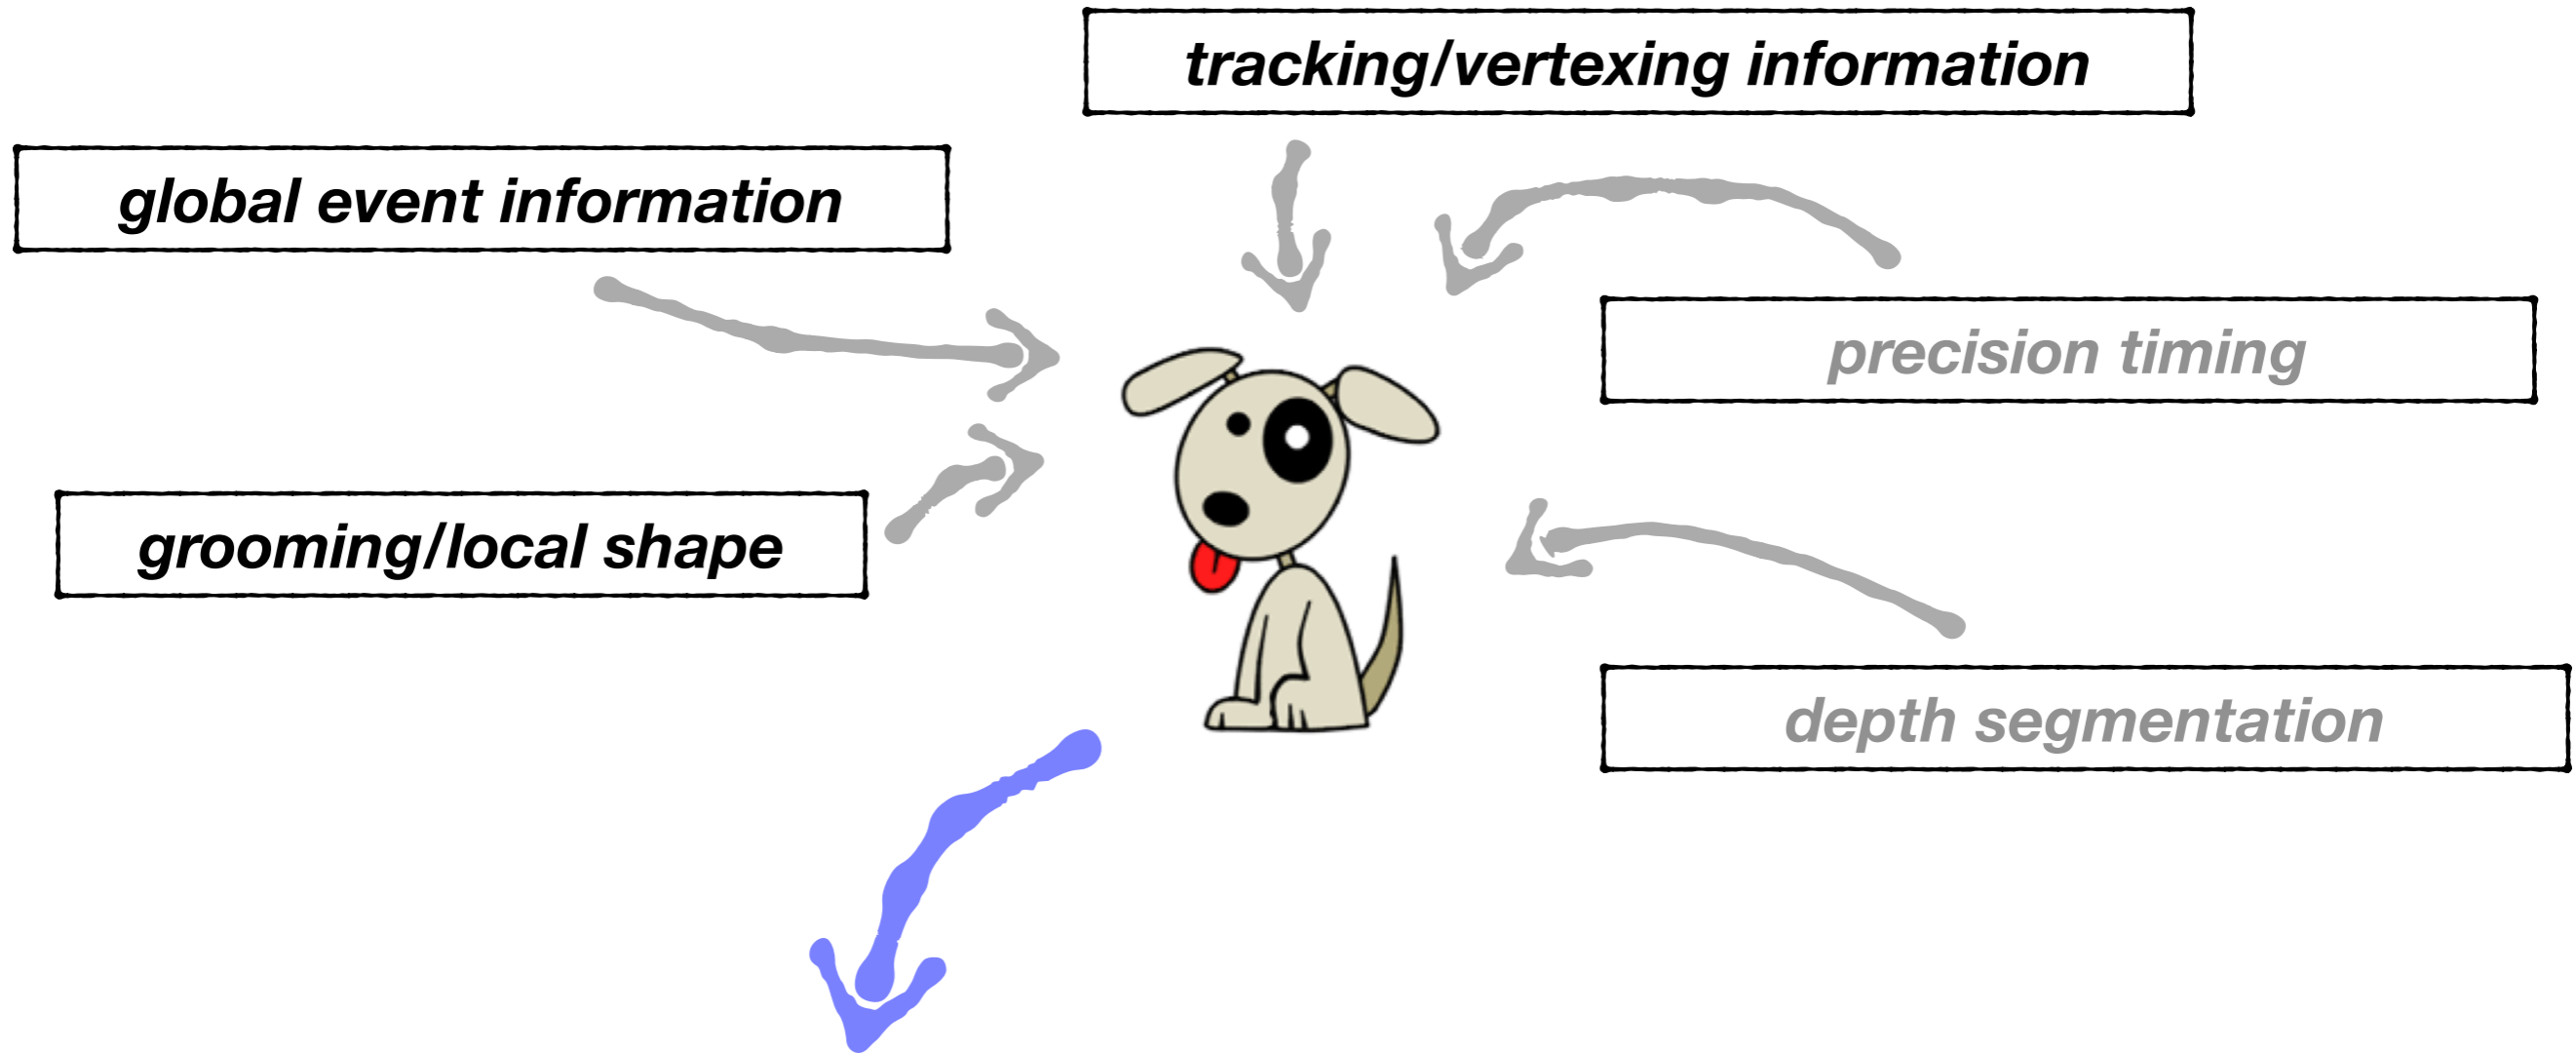 tracking/vertexing information
global event information
precision timing
grooming/local shape
depth segmentation